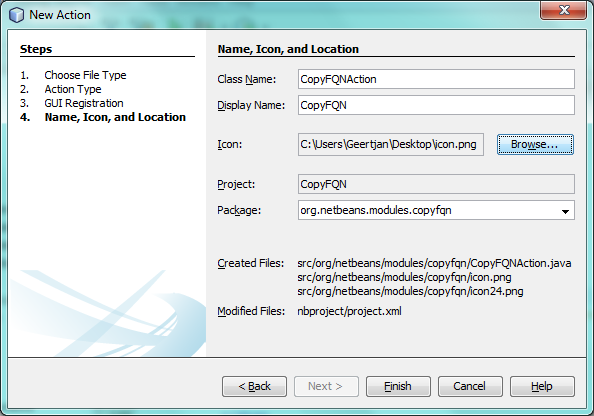 New Action
Steps
1. Choose File Type
2. Action Type
3. GUI Registration
4. Name, Icon, and Location
Name, Icon, and Location
Class Name: CopyFQNAction
Display Name: CopyFQN
Icon: C:\Users\Geertjan\Desktop\icon.png Browse...
Project: CopyFQN
Package: org.netbeans.modules.copyfqn
Created Files: src/org/netbeans/modules/copyfqn/CopyFQNAction.java
src/org/netbeans/modules/copyfqn/icon.png
src/org/netbeans/modules/copyfqn/icon24.png
Modified Files: nbproject/project.xml
< Back Next > Finish Cancel Help